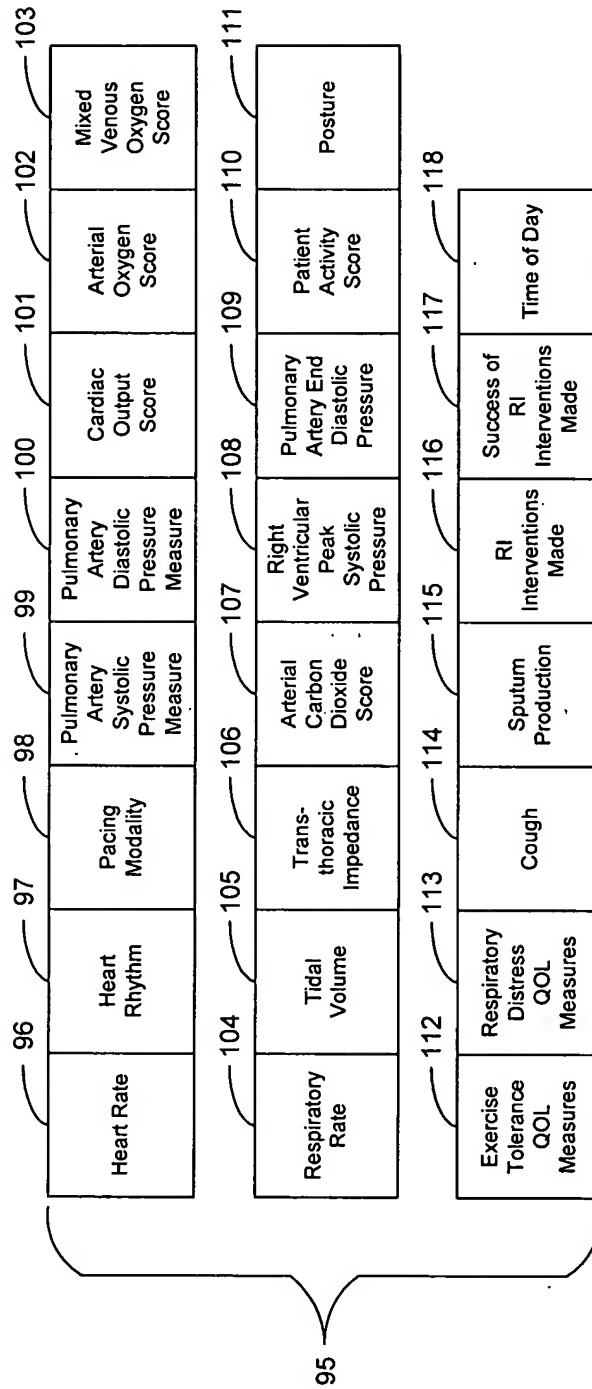 95
96
97
98
99
100
101
102
103
Heart Rate
Heart
Rhythm
Pacing
Modality
Pulmonary
Artery
Systolic
Pressure
Measure
Pulmonary
Artery
Diastolic
Pressure
Measure
Cardiac
Output
Score
Arterial
Oxygen
Score
Mixed
Venous
Oxygen
Score
104
105
106
107
108
109
110
111
Respiratory
Rate
Tidal
Volume
Trans-
thoracic
Impedance
Arterial
Carbon
Dioxide
Score
Right
Ventricular
Peak
Systolic
Pressure
Pulmonary
Artery End
Diastolic
Pressure
Patient
Activity
Score
Posture
112
113
114
115
116
117
118
Exercise
Tolerance
QOL
Measures
Respiratory
Distress
QOL
Measures
Cough
Sputum
Production
RI
Interventions
Made
Success of
RI
Interventions
Made
Time of Day